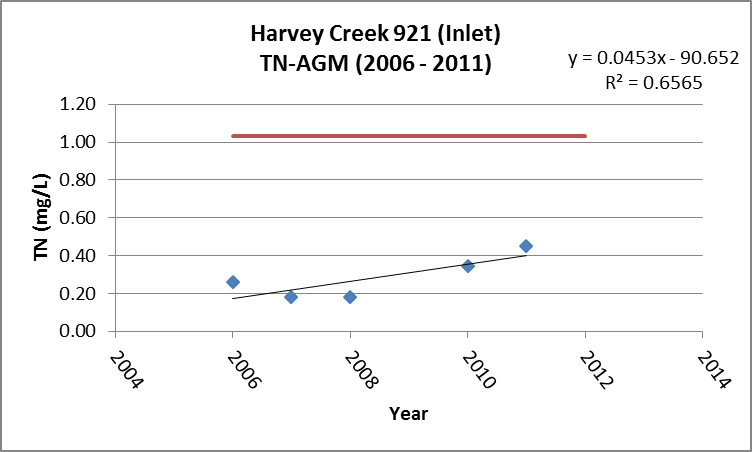 Harvey Creek 921 (Inlet)
TN-AGM (2006 - 2011)
y = 0.0453x - 90.652
R² = 0.6565
1.20
1.00
0.80
0.60
0.40
0.20
0.00
TN (mg/L)
2004
2006
2008
2010
2012
2014
Year